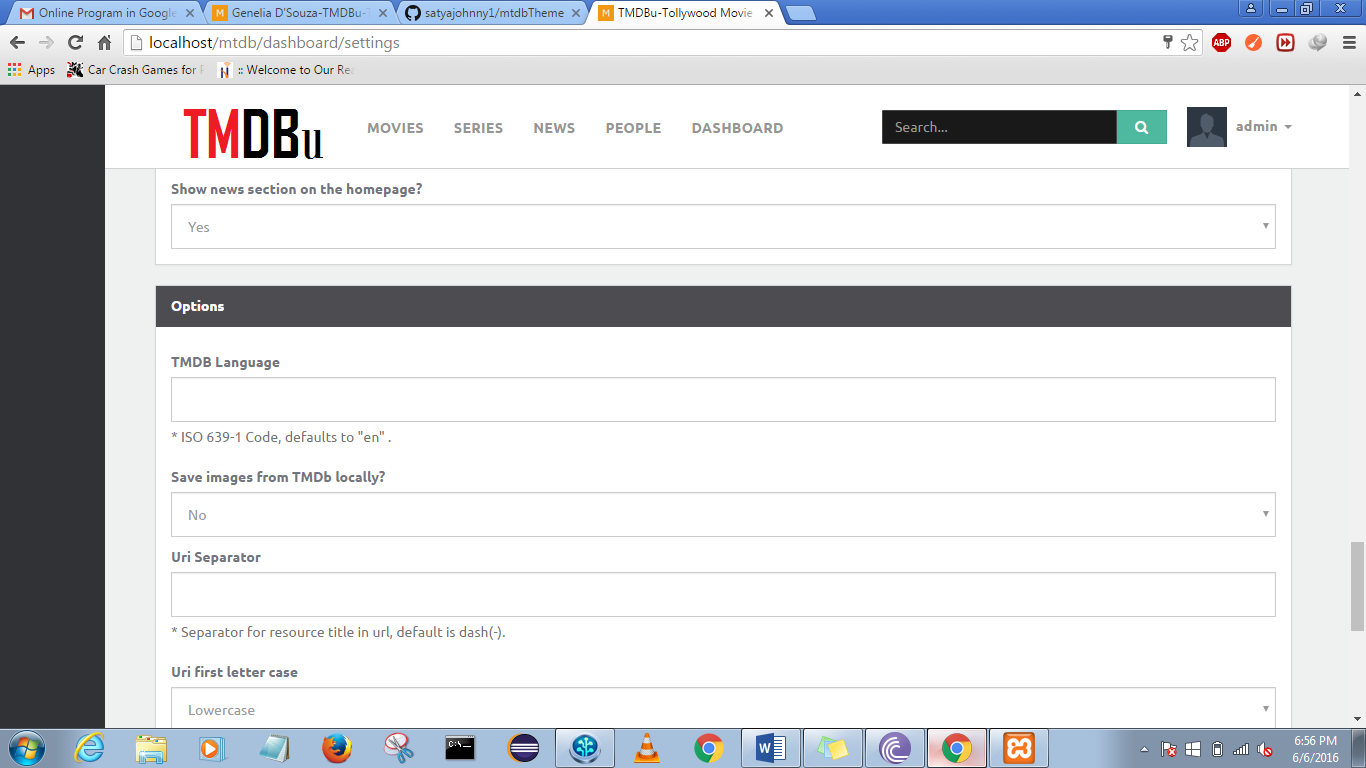 Online Program in Google
Genelia D'Souza-TMDBu-T
satyajohnny1/mtdbTheme
TMDBu-Tollywood Movie
localhost/mtdb/dashboard/settings
ABP
Apps
Car Crash Games for
:: Welcome to Our Rea
TMDBu
MOVIES
SERIES
NEWS
PEOPLE
DASHBOARD
Search...
admin
Show news section on the homepage?
Yes
Options
TMDB Language
* ISO 639-1 Code, defaults to "en" .
Save images from TMDb locally?
No
Uri Separator
* Separator for resource title in url, default is dash(-).
Uri first letter case
Lowercase
6:56 PM
6/6/2016